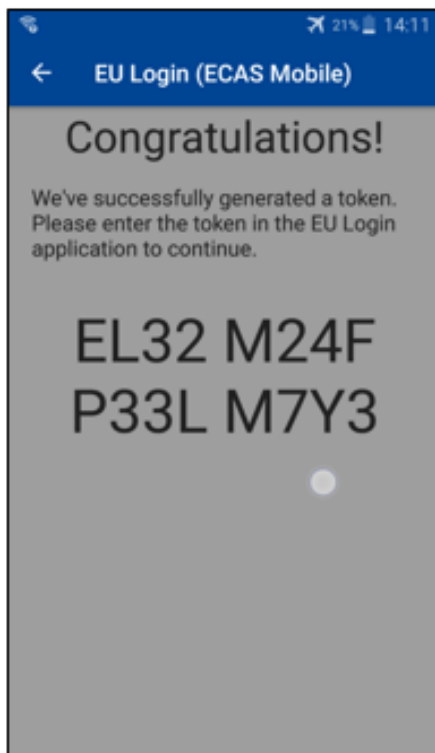 21% 14:11
EU Login (ECAS Mobile)
Congratulations!
We've successfully generated a token.
Please enter the token in the EU Login
application to continue.
EL32 M24F
P33L M7Y3